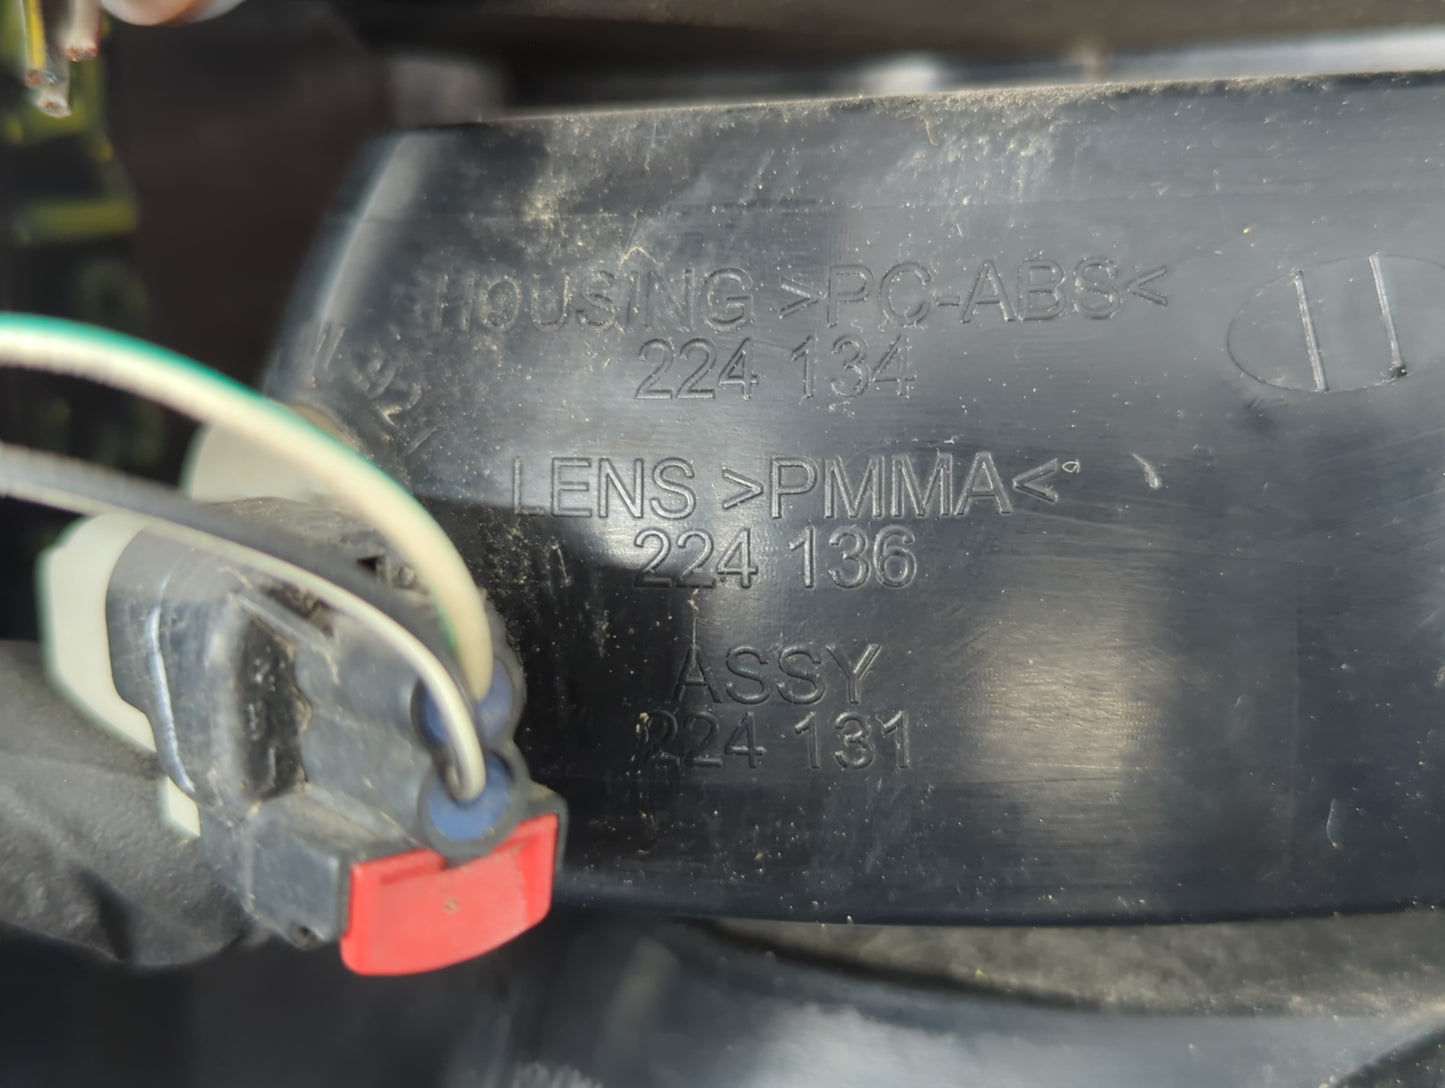 HOUSING >PC-ABS<
224 134
LENS >PMMA<
224 136
ASSY
224 131